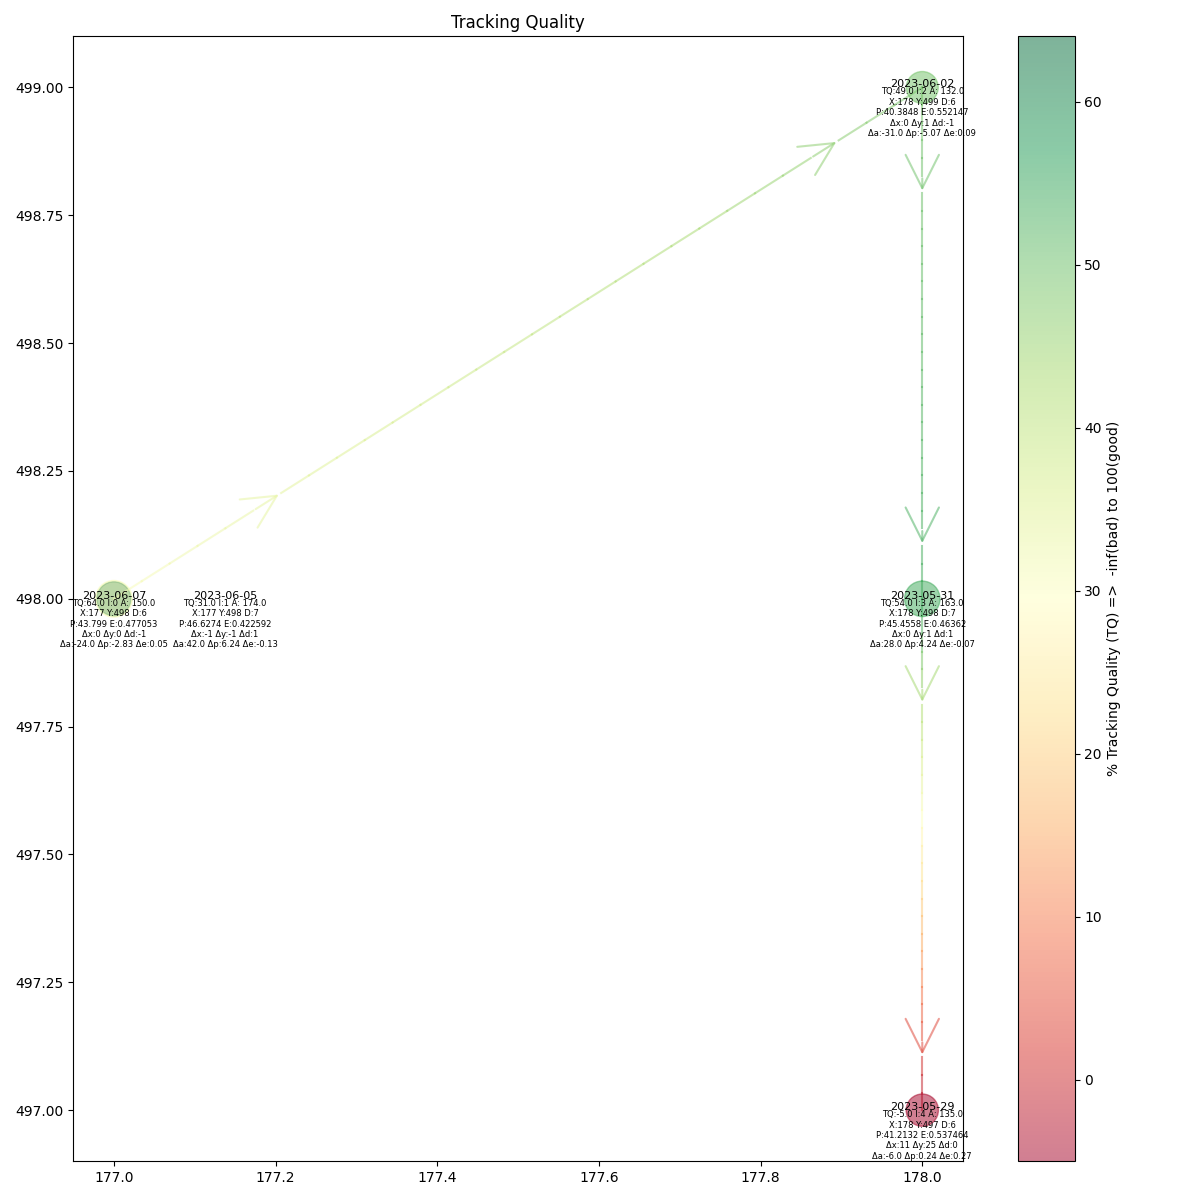 Tracking Quality
499.00
498.75
498.50
498.25
498.00
497.75
497.50
497.25
497.00
177.0
177.2
177.4
177.6
177.8
178.0
2023-06-02
TQ:49.0 I:2 A: 132.0
X:178 Y:499 D:6
P:40.3848 E:0.552147
Δx:0 Δy:1 Δd:-1
Δa:-31.0 Δp:-5.07 Δe:0.09
2023-06-07
TQ:64.0 I:0 A: 150.0
X:177 Y:498 D:6
P:43.799 E:0.477053
Δx:0 Δy:0 Δd:-1
Δa:-24.0 Δp:-2.83 Δe:0.05
2023-06-05
TQ:31.0 I:1 A: 174.0
X:177 Y:498 D:7
P:46.6274 E:0.422592
Δx:-1 Δy:-1 Δd:1
Δa:42.0 Δp:6.24 Δe:-0.13
2023-05-31
TQ:54.0 I:3 A: 163.0
X:178 Y:498 D:7
P:45.4558 E:0.46362
Δx:0 Δy:1 Δd:1
Δa:28.0 Δp:4.24 Δe:-0.07
2023-05-29
TQ:-5.0 I:4 A: 135.0
X:178 Y:497 D:6
P:41.2132 E:0.537464
Δx:11 Δy:25 Δd:0
Δa:-6.0 Δp:0.24 Δe:0.27
60
50
40
30
20
10
0
% Tracking Quality (TQ) => -inf(bad) to 100(good)